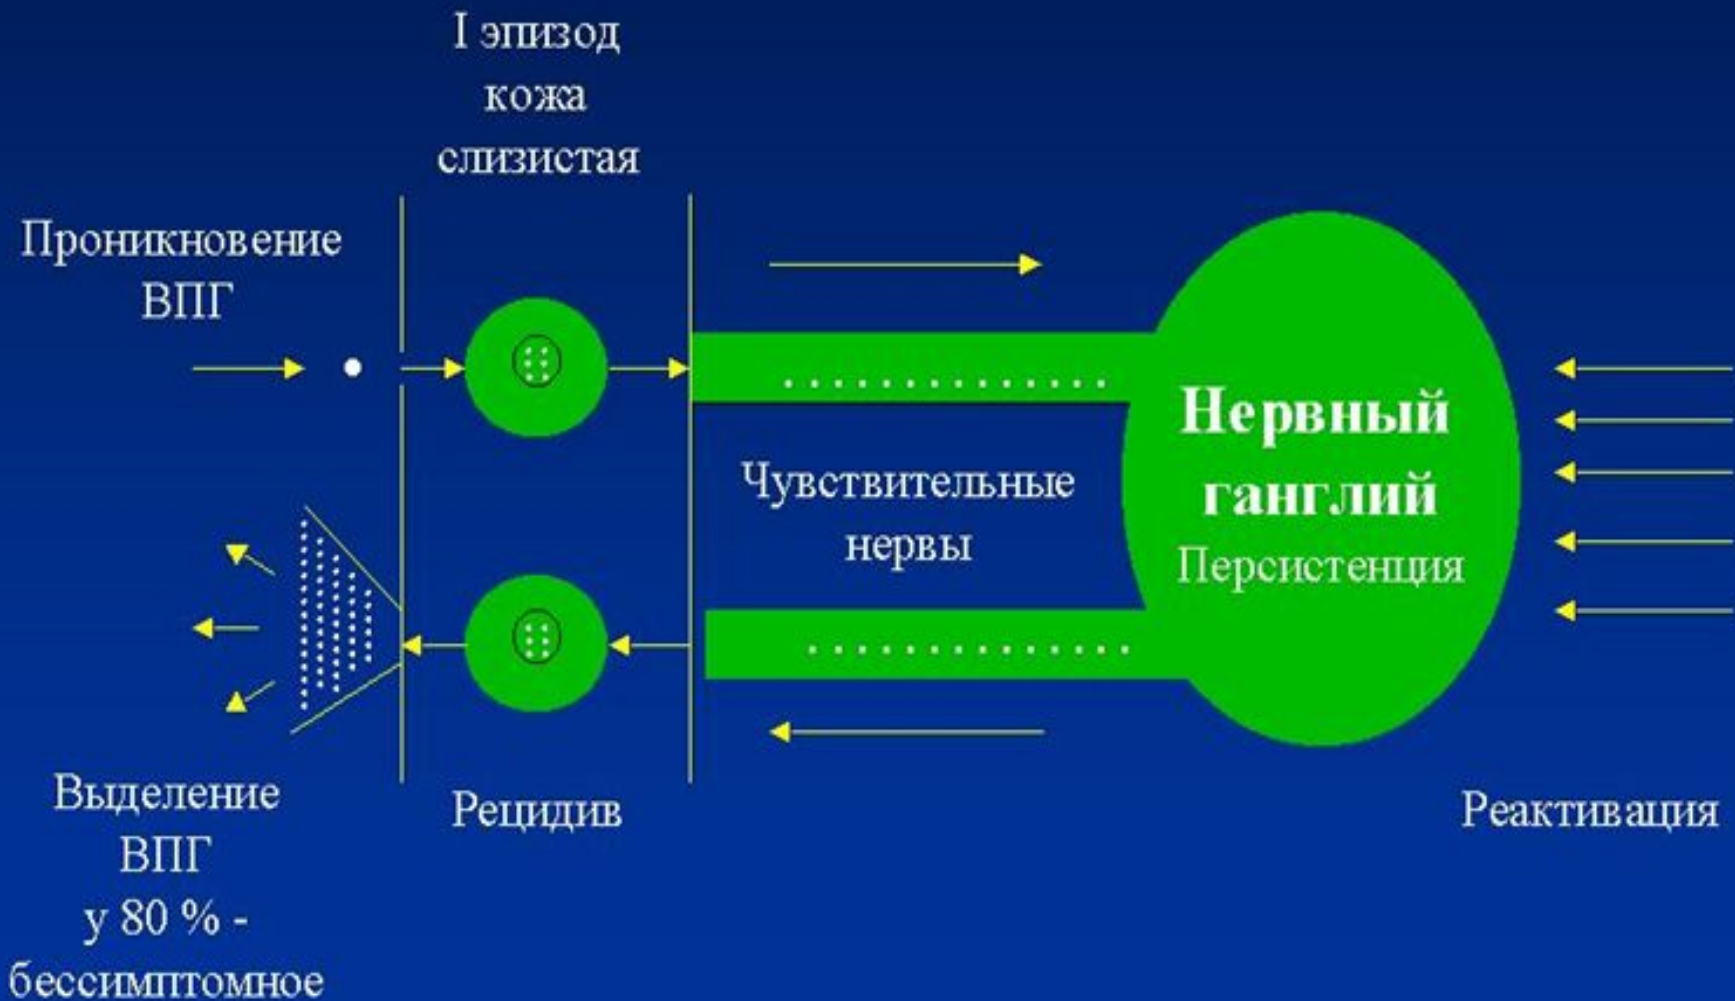 I эпизод
кожа
слизистая
Проникновение
ВПГ
Чувствительные
нервы
Нервный
ганглий
Персистенция
Выделение
ВПГ
у 80 % -
бессимптомное
Рецидив
Реактивация